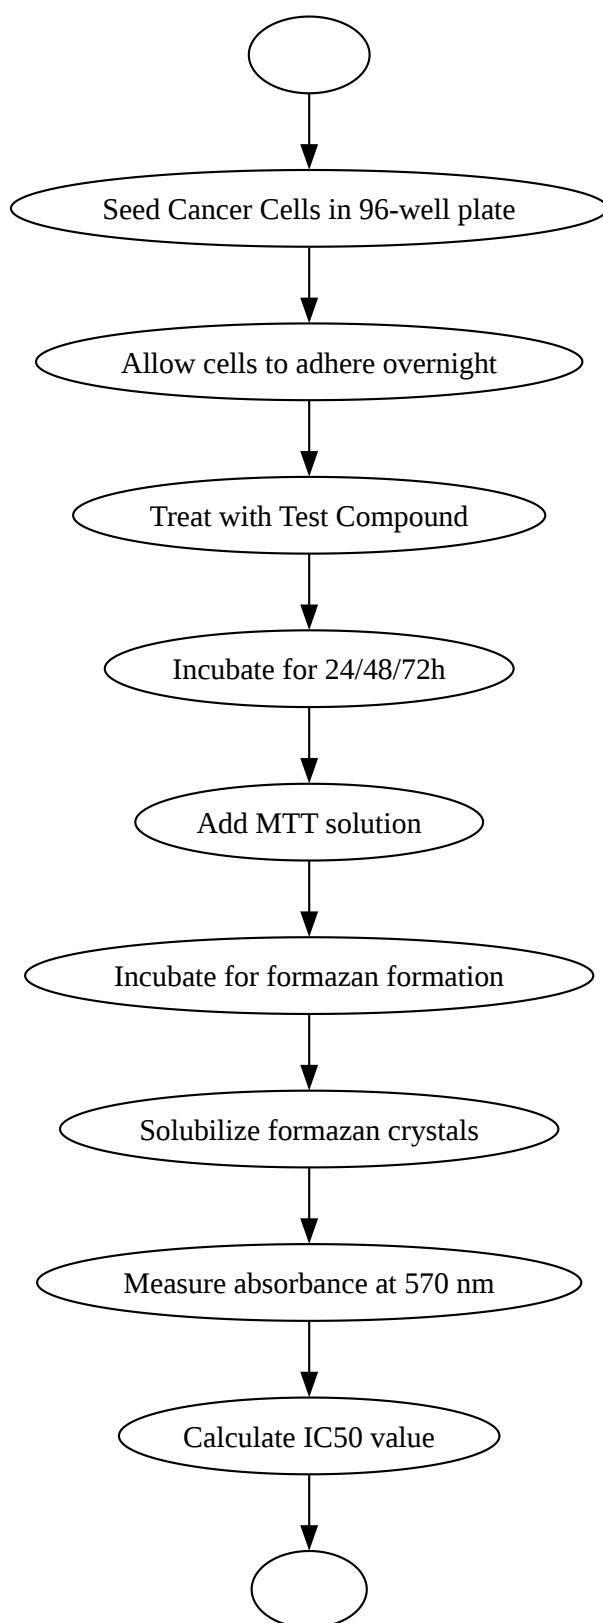 Seed Cancer Cells in 96-well plate
Allow cells to adhere overnight
Treat with Test Compound
Incubate for 24/48/72h
Add MTT solution
Incubate for formazan formation
Solubilize formazan crystals
Measure absorbance at 570 nm
Calculate IC50 value